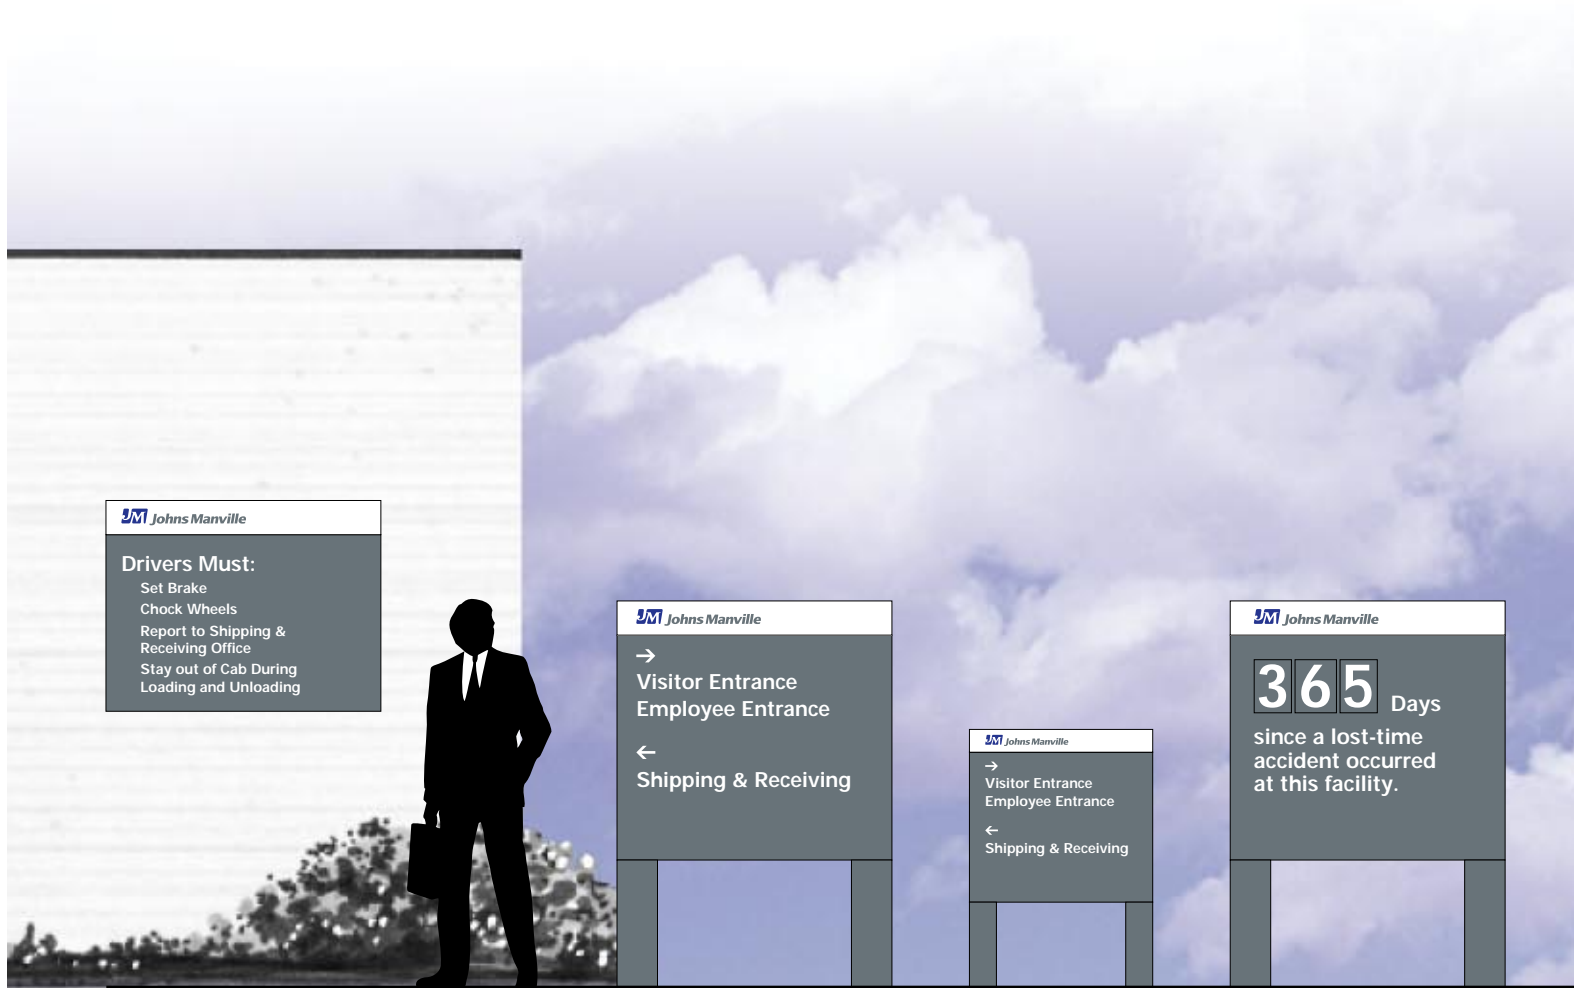 JM Johns Manville
Drivers Must:
Set Brake
Chock Wheels
Report to Shipping &
Receiving Office
Stay out of Cab During
Loading and Unloading
JM Johns Manville
→
Visitor Entrance
Employee Entrance
←
Shipping & Receiving
JM Johns Manville
→
Visitor Entrance
Employee Entrance
←
Shipping & Receiving
JM Johns Manville
365 Days
since a lost-time
accident occurred
at this facility.